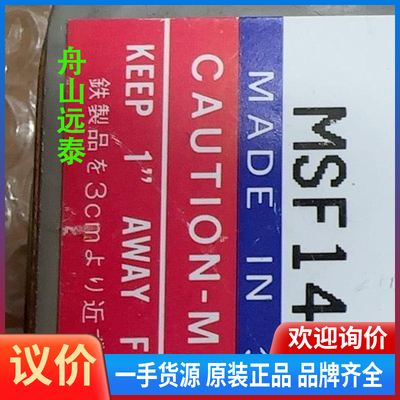 舟山远泰
MSF14
MADE IN
CAUTION-M
KEEP 1" AWAY F
鉄製品を3cmより近
议价
欢迎询价
一手货源 原装正品 品牌齐全